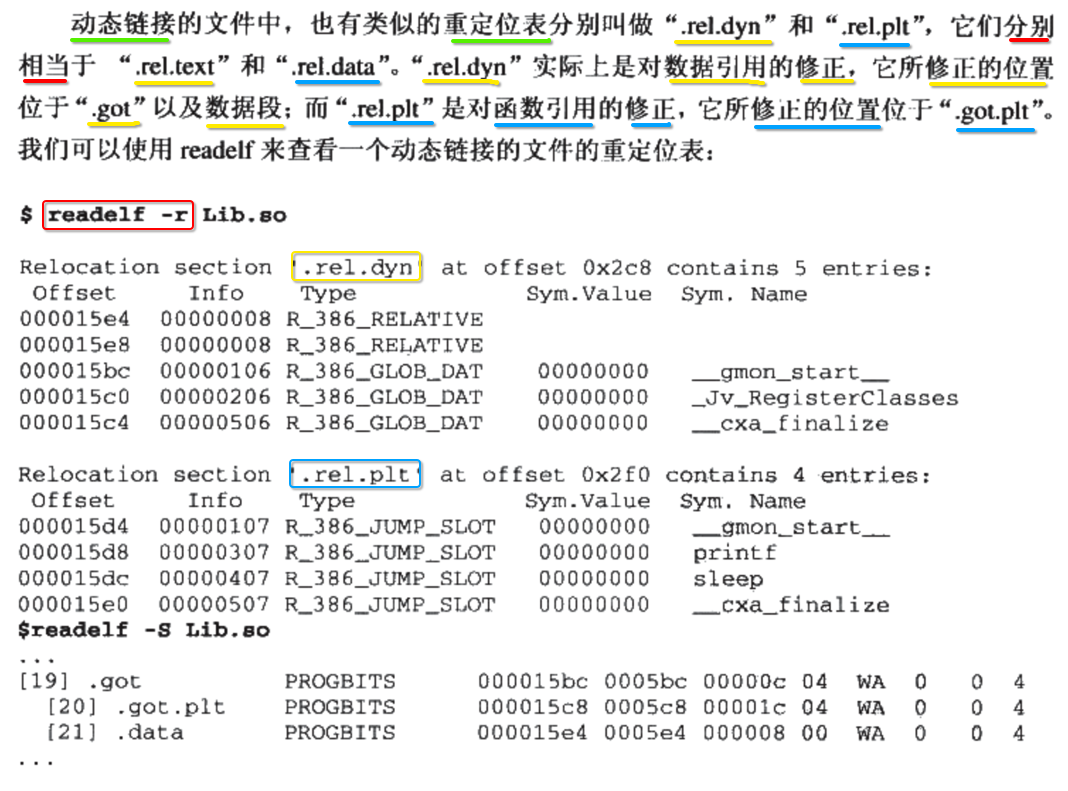 动态链接的文件中，也有类似的重定位表分别叫做“.rel.dyn”和“.rel.plt”，它们分别
相当于 “.rel.text”和“.rel.data”。“.rel.dyn”实际上是对数据引用的修正，它所修正的位置
位于“.got”以及数据段；而“.rel.plt”是对函数引用的修正，它所修正的位置位于“.got.plt”。
我们可以使用 readelf 来查看一个动态链接的文件的重定位表：
$ readelf -r Lib.so
Relocation section '.rel.dyn' at offset 0x2c8 contains 5 entries:
Offset Info Type Sym.Value Sym. Name
000015e4 00000008 R_386_RELATIVE
000015e8 00000008 R_386_RELATIVE
000015bc 00000106 R_386_GLOB_DAT 00000000 __gmon_start__
000015c0 00000206 R_386_GLOB_DAT 00000000 _Jv_RegisterClasses
000015c4 00000506 R_386_GLOB_DAT 00000000 __cxa_finalize
Relocation section '.rel.plt' at offset 0x2f0 contains 4 entries:
Offset Info Type Sym.Value Sym. Name
000015d4 00000107 R_386_JUMP_SLOT 00000000 __gmon_start__
000015d8 00000307 R_386_JUMP_SLOT 00000000 printf
000015dc 00000407 R_386_JUMP_SLOT 00000000 sleep
000015e0 00000507 R_386_JUMP_SLOT 00000000 __cxa_finalize
$readelf -S Lib.so
...
[19] .got PROGBITS 000015bc 0005bc 00000c 04 WA 0 0 4
[20] .got.plt PROGBITS 000015c8 0005c8 00001c 04 WA 0 0 4
[21] .data PROGBITS 000015e4 0005e4 000008 00 WA 0 0 4
...